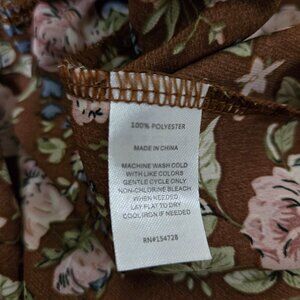 100% POLYESTER
MADE IN CHINA
MACHINE WASH COLD
WITH LIKE COLORS
GENTLE CYCLE ONLY
NON-CHLORINE BLEACH
WHEN NEEDED
LAY FLAT TO DRY
COOL IRON IF NEEDED
RN#154728